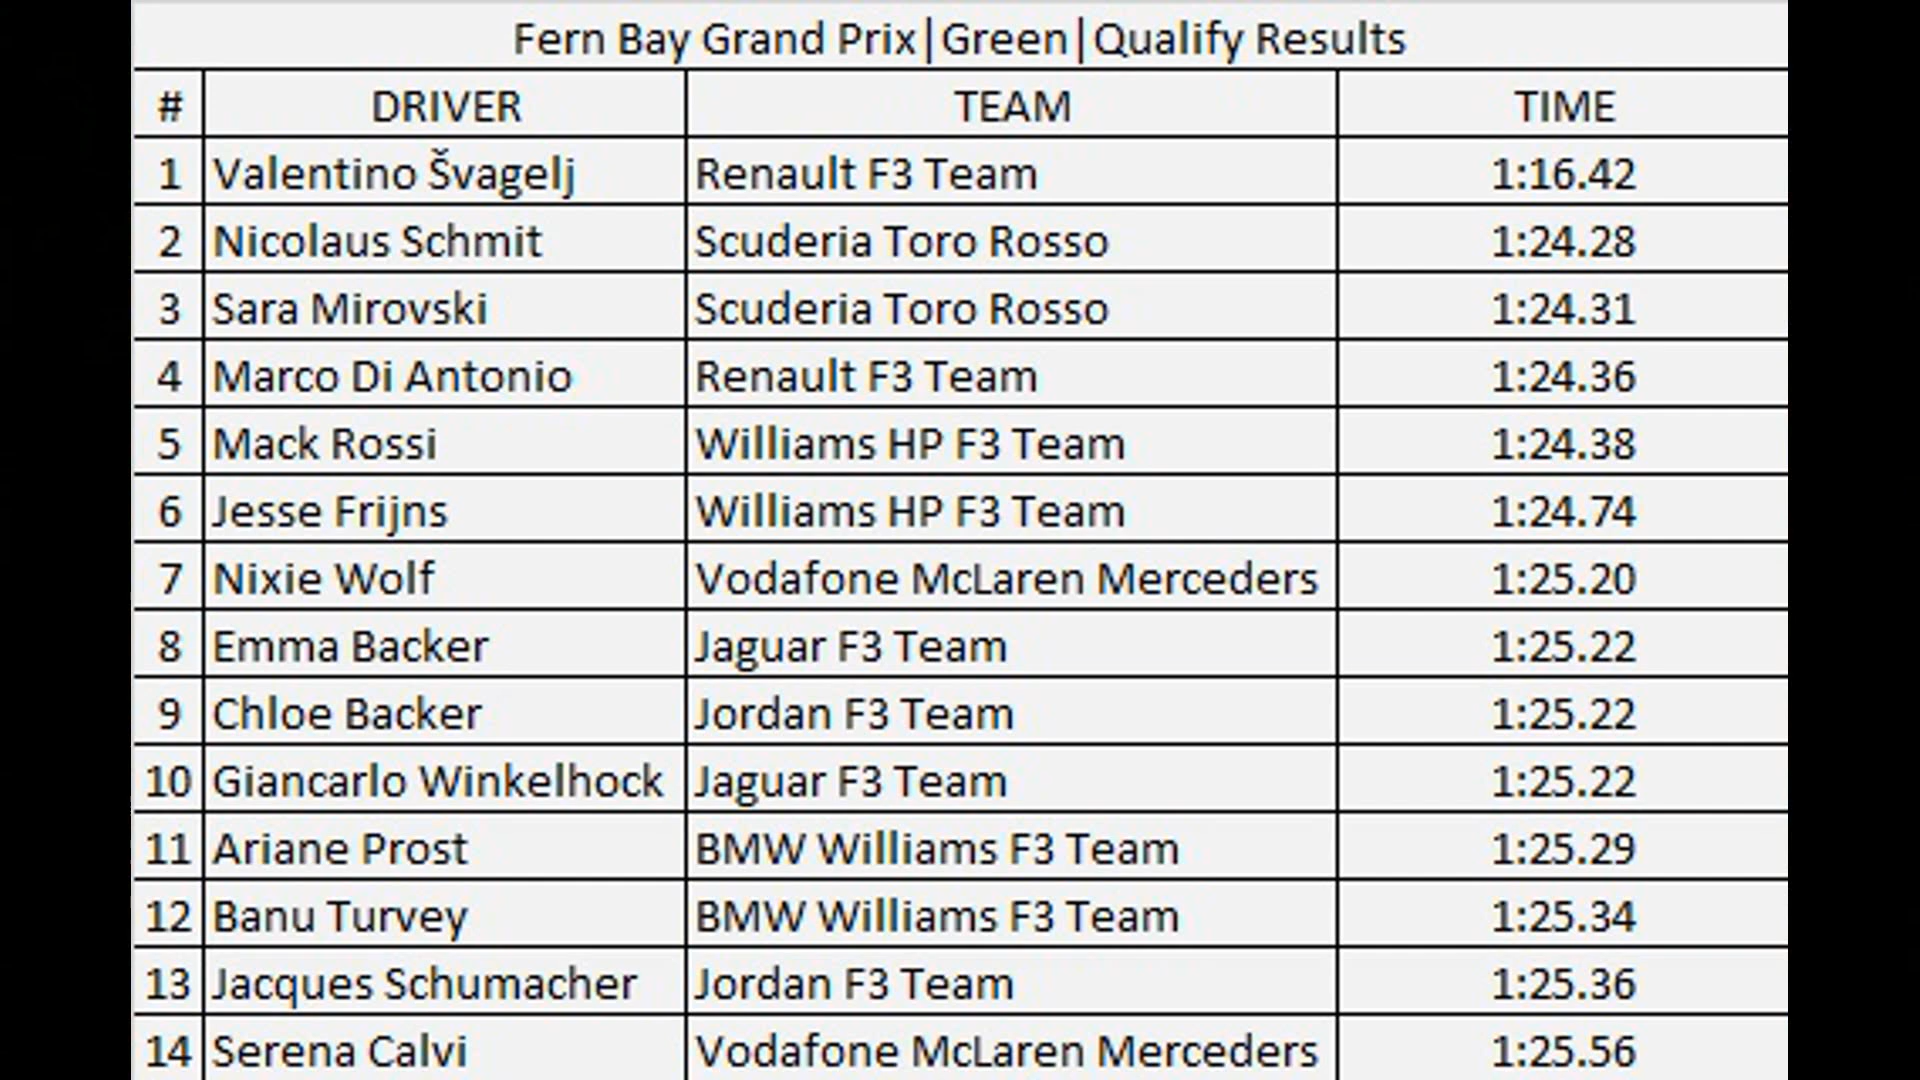 Fern Bay Grand Prix|Green|Qualify Results
# DRIVER TEAM TIME
1 Valentino Švagelj Renault F3 Team 1:16.42
2 Nicolaus Schmit Scuderia Toro Rosso 1:24.28
3 Sara Mirovski Scuderia Toro Rosso 1:24.31
4 Marco Di Antonio Renault F3 Team 1:24.36
5 Mack Rossi Williams HP F3 Team 1:24.38
6 Jesse Frijns Williams HP F3 Team 1:24.74
7 Nixie Wolf Vodafone McLaren Merceders 1:25.20
8 Emma Backer Jaguar F3 Team 1:25.22
9 Chloe Backer Jordan F3 Team 1:25.22
10 Giancarlo Winkelhock Jaguar F3 Team 1:25.22
11 Ariane Prost BMW Williams F3 Team 1:25.29
12 Banu Turvey BMW Williams F3 Team 1:25.34
13 Jacques Schumacher Jordan F3 Team 1:25.36
14 Serena Calvi Vodafone McLaren Merceders 1:25.56